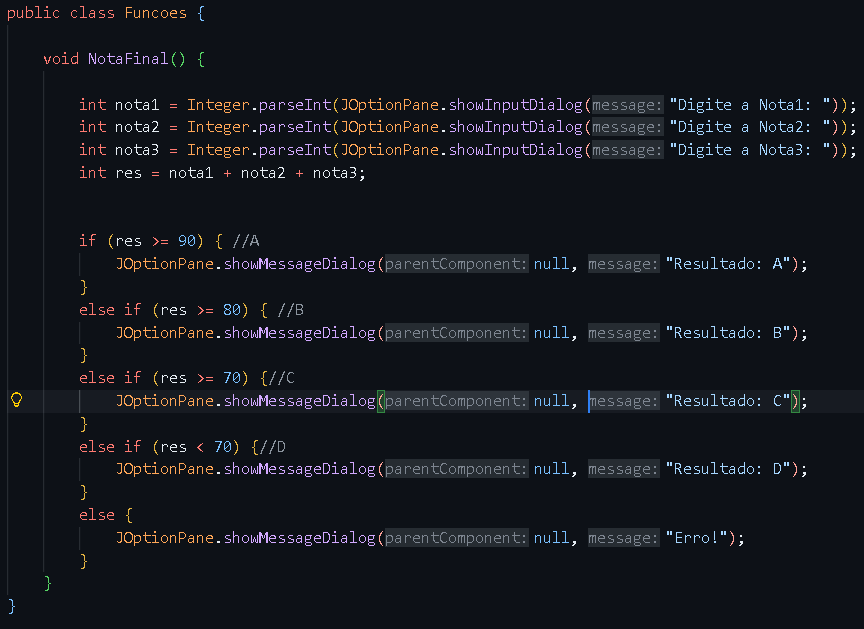 public class Funcoes {
void NotaFinal() {
int nota1 = Integer.parseInt(JOptionPane.showInputDialog(message: "Digite a Nota1: "));
int nota2 = Integer.parseInt(JOptionPane.showInputDialog(message: "Digite a Nota2: "));
int nota3 = Integer.parseInt(JOptionPane.showInputDialog(message: "Digite a Nota3: "));
int res = nota1 + nota2 + nota3;
if (res >= 90) { //A
JOptionPane.showMessageDialog(parentComponent: null, message: "Resultado: A");
}
else if (res >= 80) { //B
JOptionPane.showMessageDialog(parentComponent: null, message: "Resultado: B");
}
else if (res >= 70) {//C
JOptionPane.showMessageDialog(parentComponent: null, message: "Resultado: C");
}
else if (res < 70) {//D
JOptionPane.showMessageDialog(parentComponent: null, message: "Resultado: D");
}
else {
JOptionPane.showMessageDialog(parentComponent: null, message: "Erro!");
}
}
}